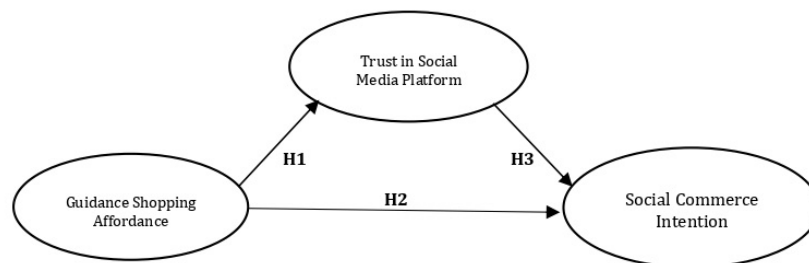 Trust in Social
Media Platform
H1
H3
Guidance Shopping
Affordance
H2
Social Commerce
Intention